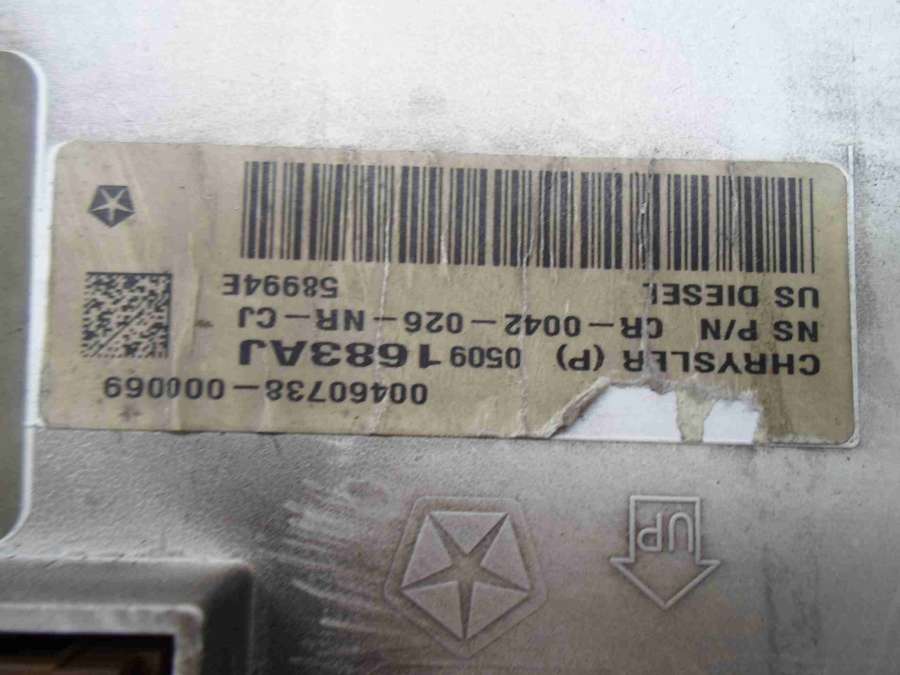 00460738-000069
CHRYSLER (P) 05091683AJ
NS P/N CR-0042-026-NR-CJ
US DIESEL 58994E
UP